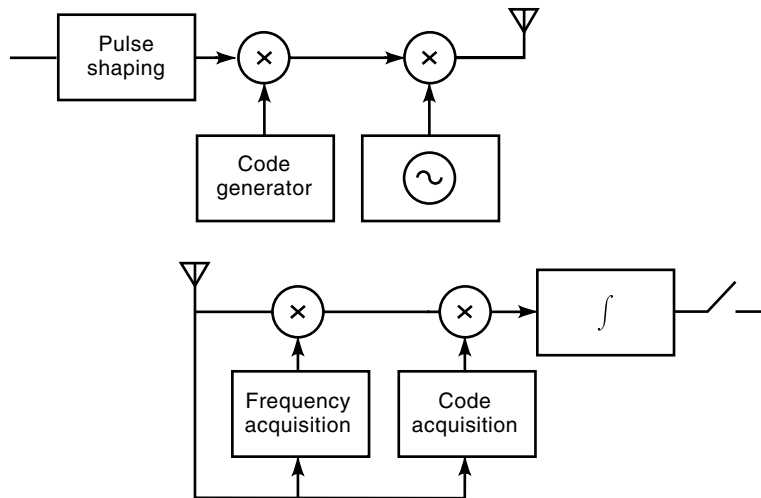 Pulse
shaping
×
×
Code
generator
×
×
∫
Frequency
acquisition
Code
acquisition